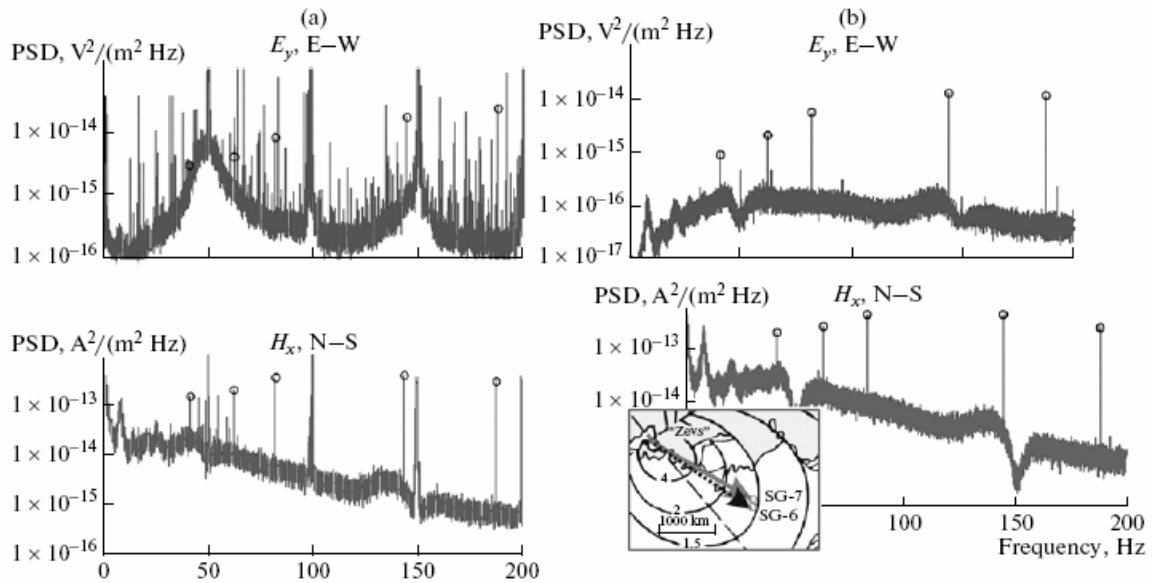 (a)
PSD, V²/(m² Hz)
E_y, E–W
1 × 10⁻¹⁴
1 × 10⁻¹⁵
1 × 10⁻¹⁶
50
100
150
200
PSD, A²/(m² Hz)
H_x, N–S
1 × 10⁻¹³
1 × 10⁻¹⁴
1 × 10⁻¹⁵
1 × 10⁻¹⁶
0
50
100
150
200
(b)
PSD, V²/(m² Hz)
E_y, E–W
1 × 10⁻¹⁴
1 × 10⁻¹⁵
1 × 10⁻¹⁶
1 × 10⁻¹⁷
PSD, A²/(m² Hz)
H_x, N–S
1 × 10⁻¹³
1 × 10⁻¹⁴
"Zevs"
4
SG-7
SG-6
2
1000 km
1.5
100
150
200
Frequency, Hz